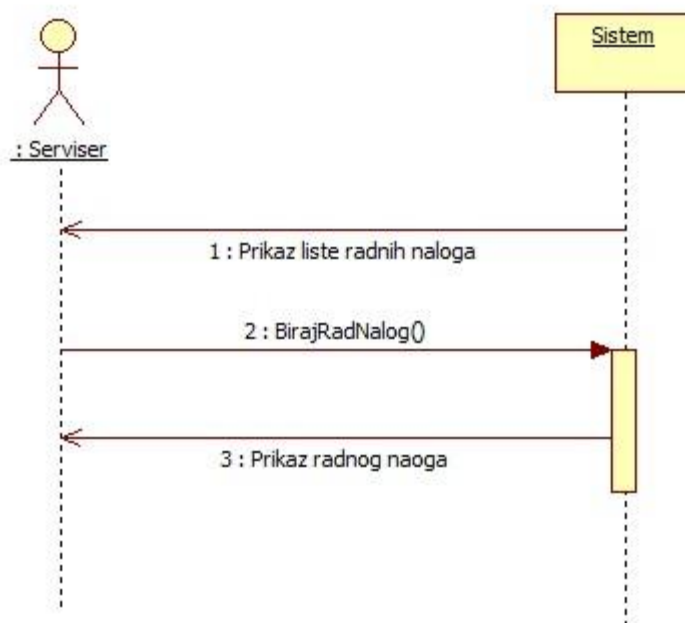 Sistem
: Serviser
1 : Prikaz liste radnih naloga
2 : BirajRadNalog()
3 : Prikaz radnog naoga